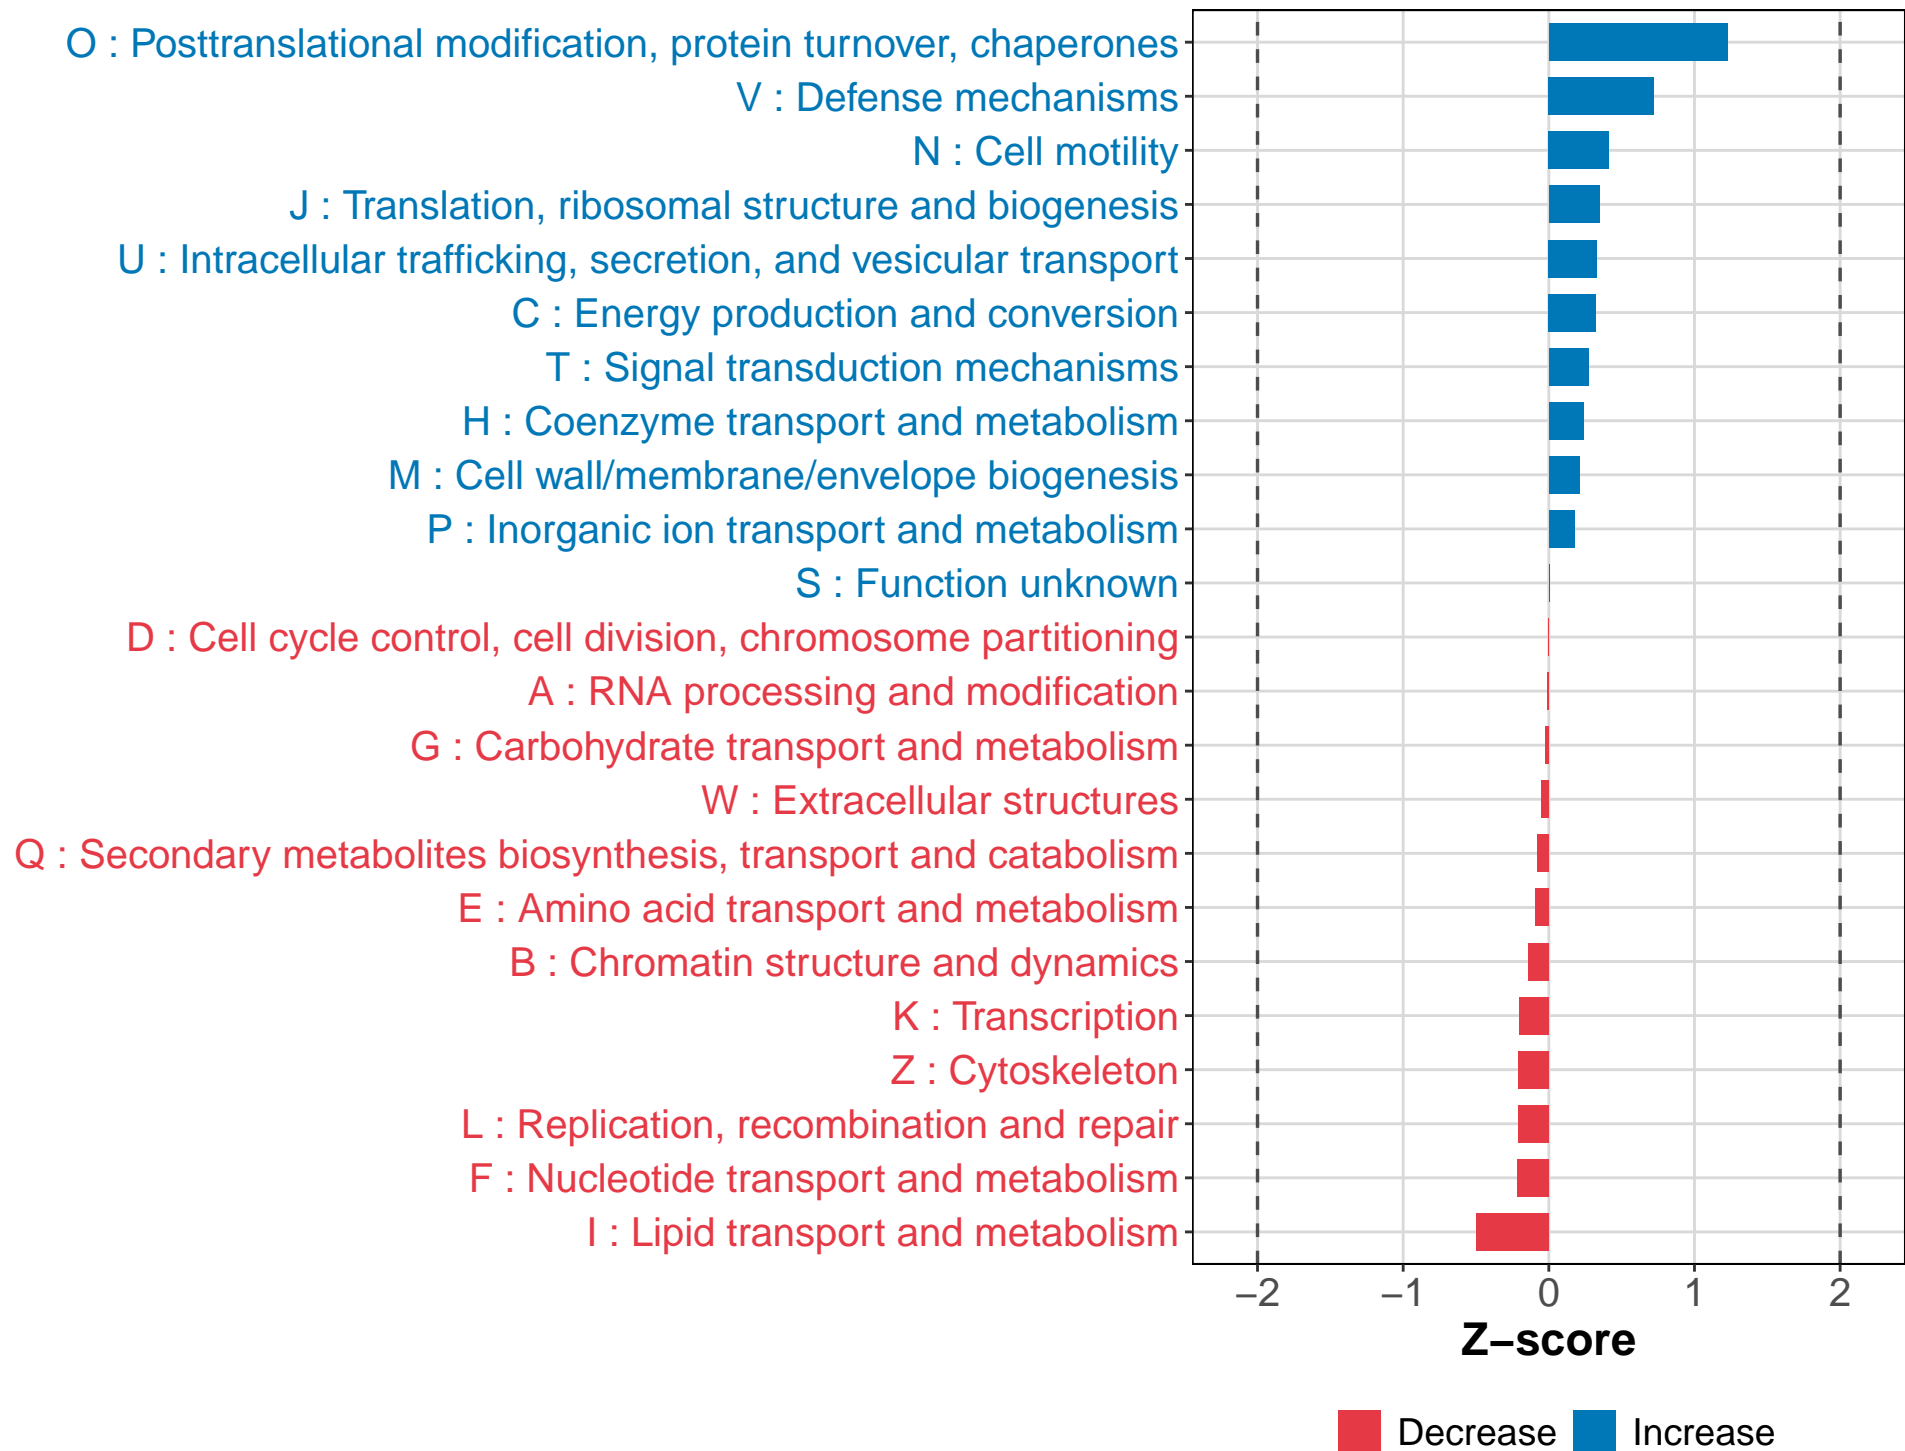 O : Posttranslational modification, protein turnover, chaperones
V : Defense mechanisms
N : Cell motility
J : Translation, ribosomal structure and biogenesis
U : Intracellular trafficking, secretion, and vesicular transport
C : Energy production and conversion
T : Signal transduction mechanisms
H : Coenzyme transport and metabolism
M : Cell wall/membrane/envelope biogenesis
P : Inorganic ion transport and metabolism
S : Function unknown
D : Cell cycle control, cell division, chromosome partitioning
A : RNA processing and modification
G : Carbohydrate transport and metabolism
W : Extracellular structures
Q : Secondary metabolites biosynthesis, transport and catabolism
E : Amino acid transport and metabolism
B : Chromatin structure and dynamics
K : Transcription
Z : Cytoskeleton
L : Replication, recombination and repair
F : Nucleotide transport and metabolism
I : Lipid transport and metabolism
−2 −1 0 1 2
Z−score
Decrease Increase